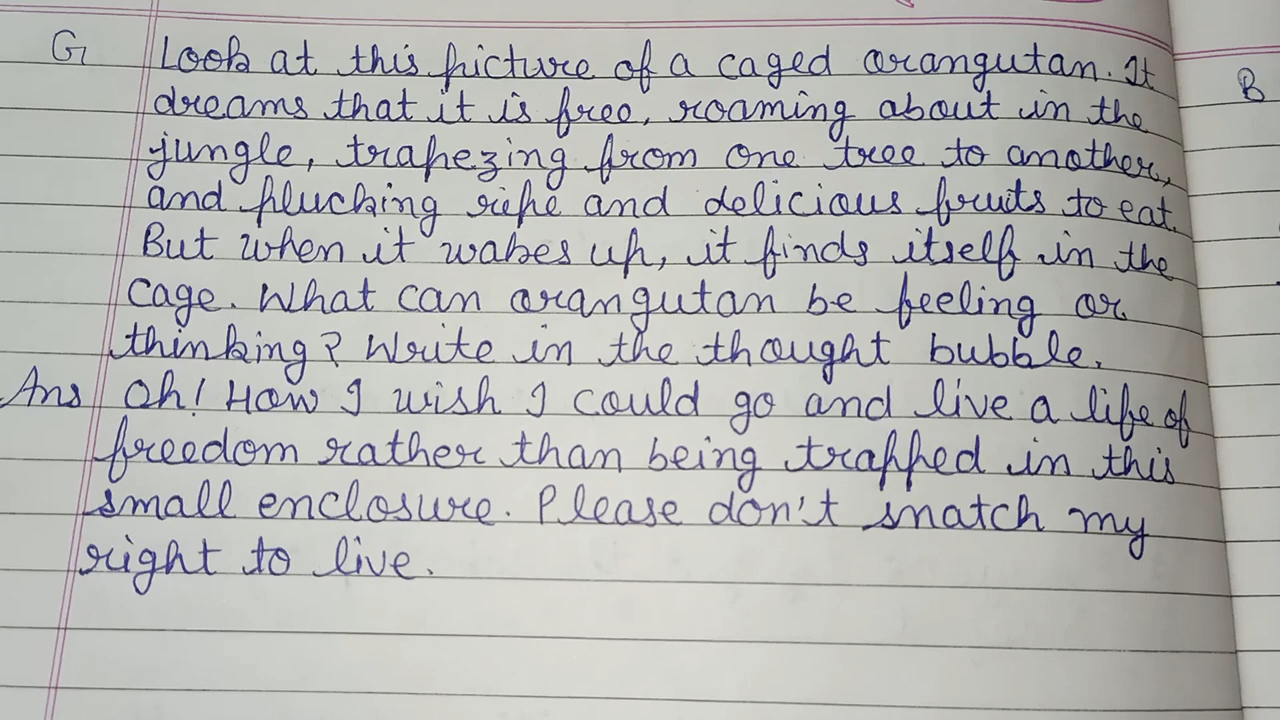 G Look at this picture of a caged orangutan. It
dreams that it is free, roaming about in the
jungle, trapezing from one tree to another,
and plucking ripe and delicious fruits to eat.
But when it wakes up, it finds itself in the
cage. What can orangutan be feeling or
thinking? Write in the thought bubble.
Ans Oh! How I wish I could go and live a life of
freedom rather than being trapped in this
small enclosure. Please don't snatch my
right to live.
B